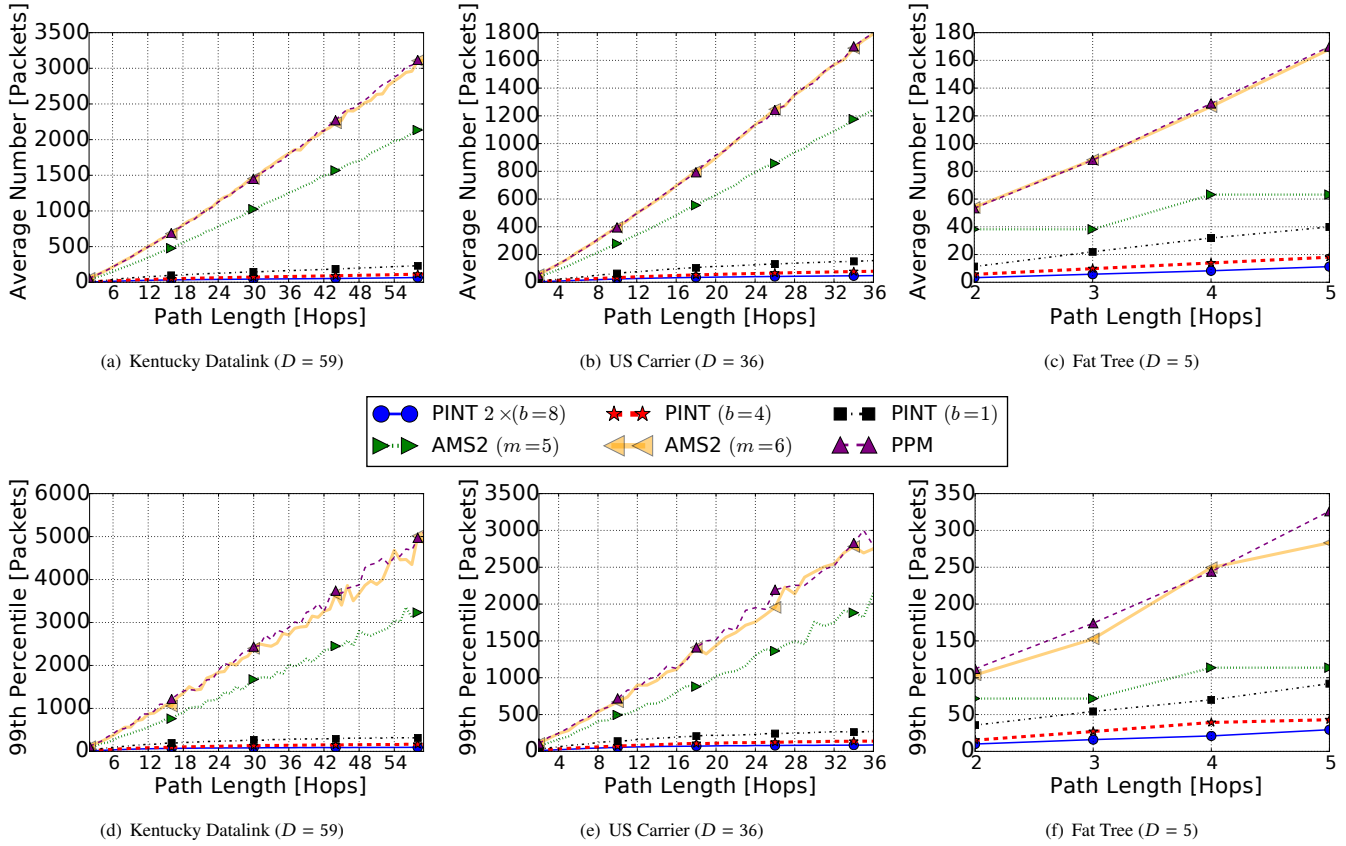 3500
3000
2500
2000
1500
1000
500
0
6 12 18 24 30 36 42 48 54
Average Number [Packets]
Path Length [Hops]
(a) Kentucky Datalink (D = 59)
1800
1600
1400
1200
1000
800
600
400
200
0
4 8 12 16 20 24 28 32 36
Average Number [Packets]
Path Length [Hops]
(b) US Carrier (D = 36)
180
160
140
120
100
80
60
40
20
0
2 3 4 5
Average Number [Packets]
Path Length [Hops]
(c) Fat Tree (D = 5)
PINT 2×(b=8) PINT (b=4) PINT (b=1)
AMS2 (m=5) AMS2 (m=6) PPM
6000
5000
4000
3000
2000
1000
0
6 12 18 24 30 36 42 48 54
99th Percentile [Packets]
Path Length [Hops]
(d) Kentucky Datalink (D = 59)
3500
3000
2500
2000
1500
1000
500
0
4 8 12 16 20 24 28 32 36
99th Percentile [Packets]
Path Length [Hops]
(e) US Carrier (D = 36)
350
300
250
200
150
100
50
0
2 3 4 5
99th Percentile [Packets]
Path Length [Hops]
(f) Fat Tree (D = 5)